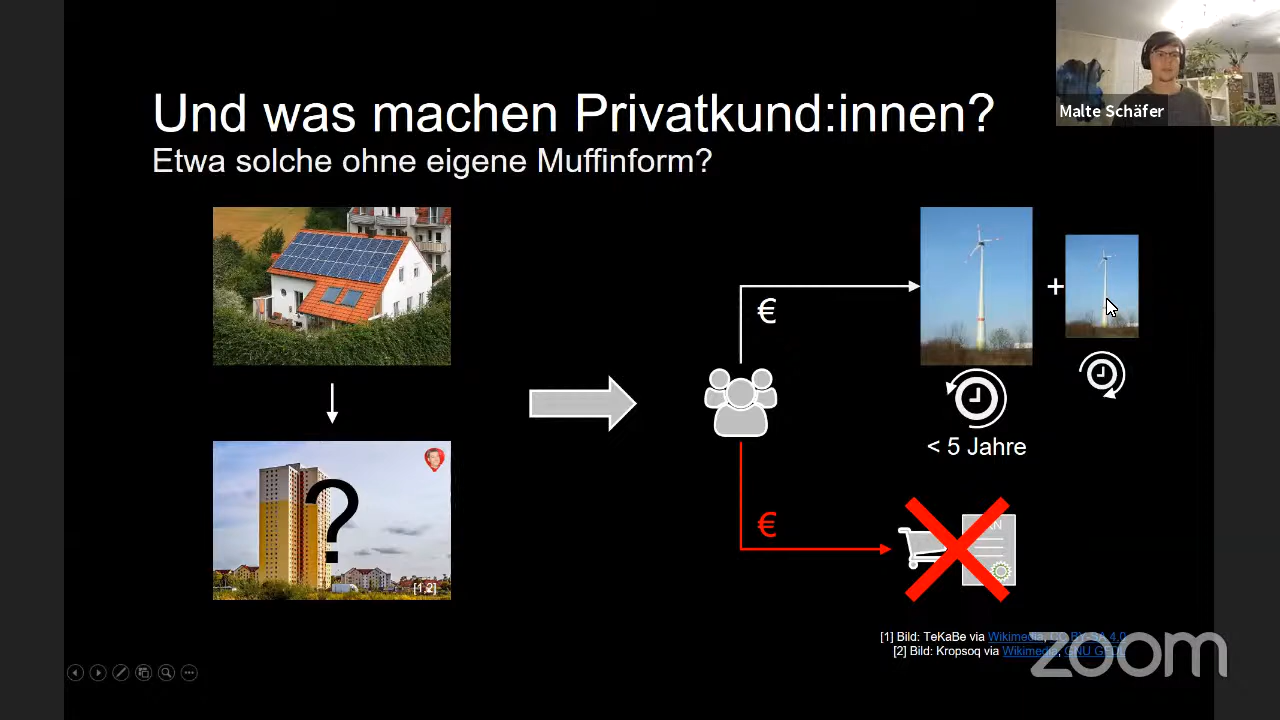 Und was machen Privatkund:innen?
Etwa solche ohne eigene Muffinform?
Malte Schäfer
€
+
< 5 Jahre
?
[1,2]
€
[1] Bild: TeKaBe via Wikimedia, CC BY-SA 4.0
[2] Bild: Kropsoq via Wikimedia, GNU GFDL
zoom